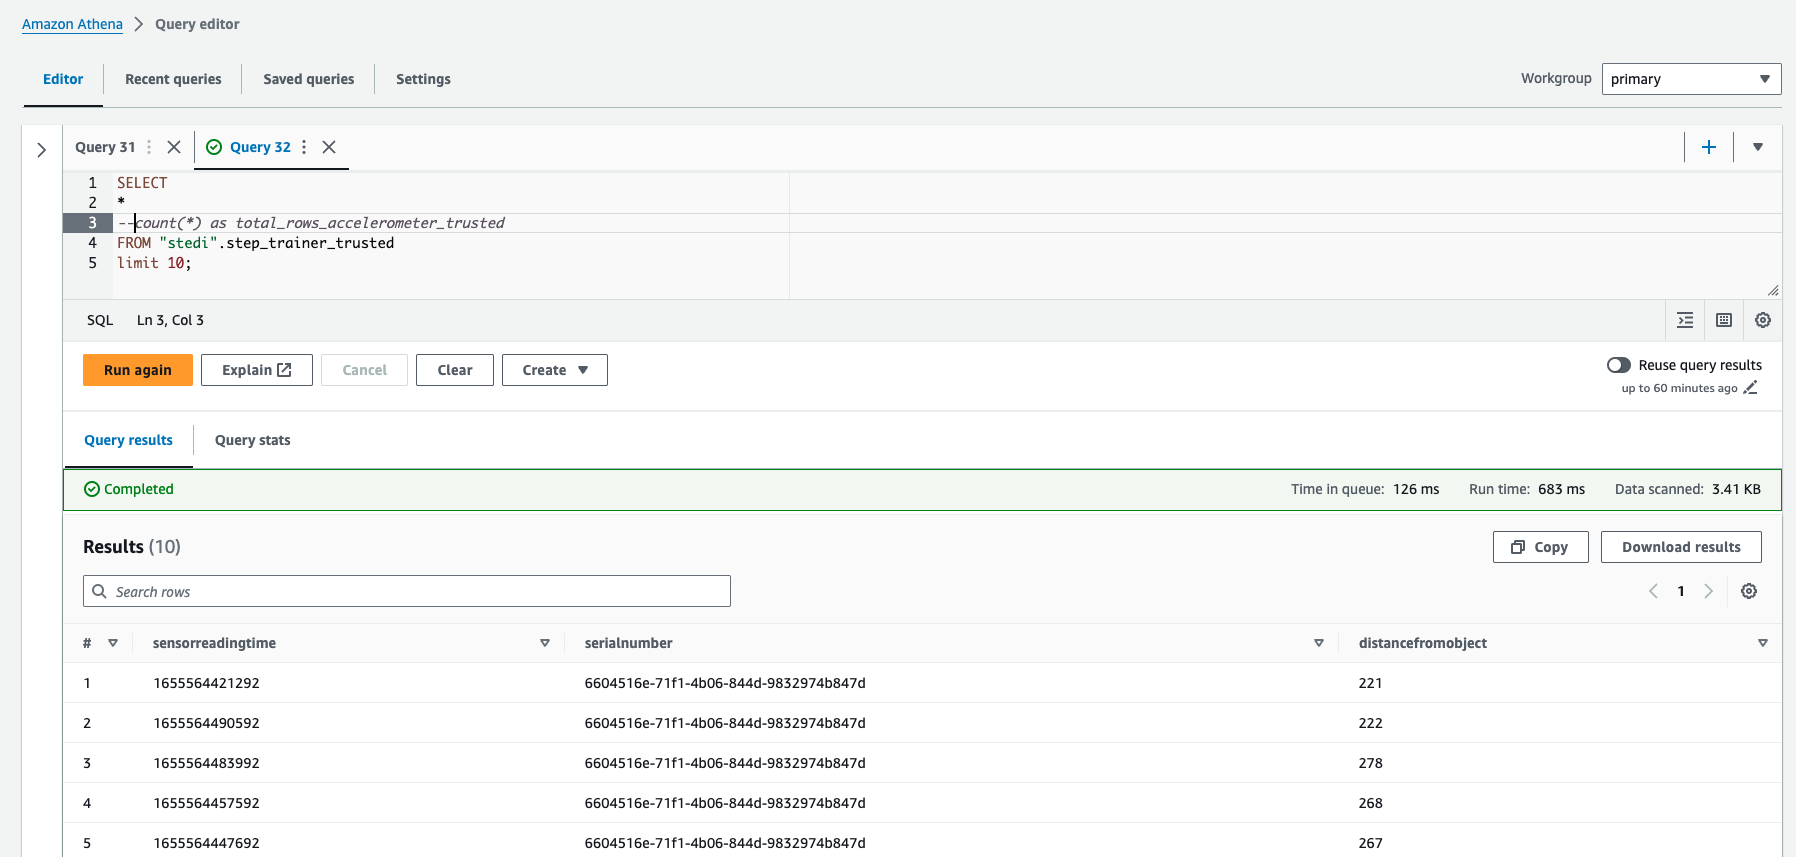 Amazon Athena > Query editor
Editor Recent queries Saved queries Settings Workgroup primary
Query 31 Query 32
1 SELECT
2 *
3 --count(*) as total_rows_accelerometer_trusted
4 FROM "stedi".step_trainer_trusted
5 limit 10;
SQL Ln 3, Col 3
Run again Explain Cancel Clear Create Reuse query results
up to 60 minutes ago
Query results Query stats
Completed Time in queue: 126 ms Run time: 683 ms Data scanned: 3.41 KB
Results (10) Copy Download results
Search rows 1
# sensorreadingtime serialnumber distancefromobject
1 1655564421292 6604516e-71f1-4b06-844d-9832974b847d 221
2 1655564490592 6604516e-71f1-4b06-844d-9832974b847d 222
3 1655564483992 6604516e-71f1-4b06-844d-9832974b847d 278
4 1655564457592 6604516e-71f1-4b06-844d-9832974b847d 268
5 1655564447692 6604516e-71f1-4b06-844d-9832974b847d 267